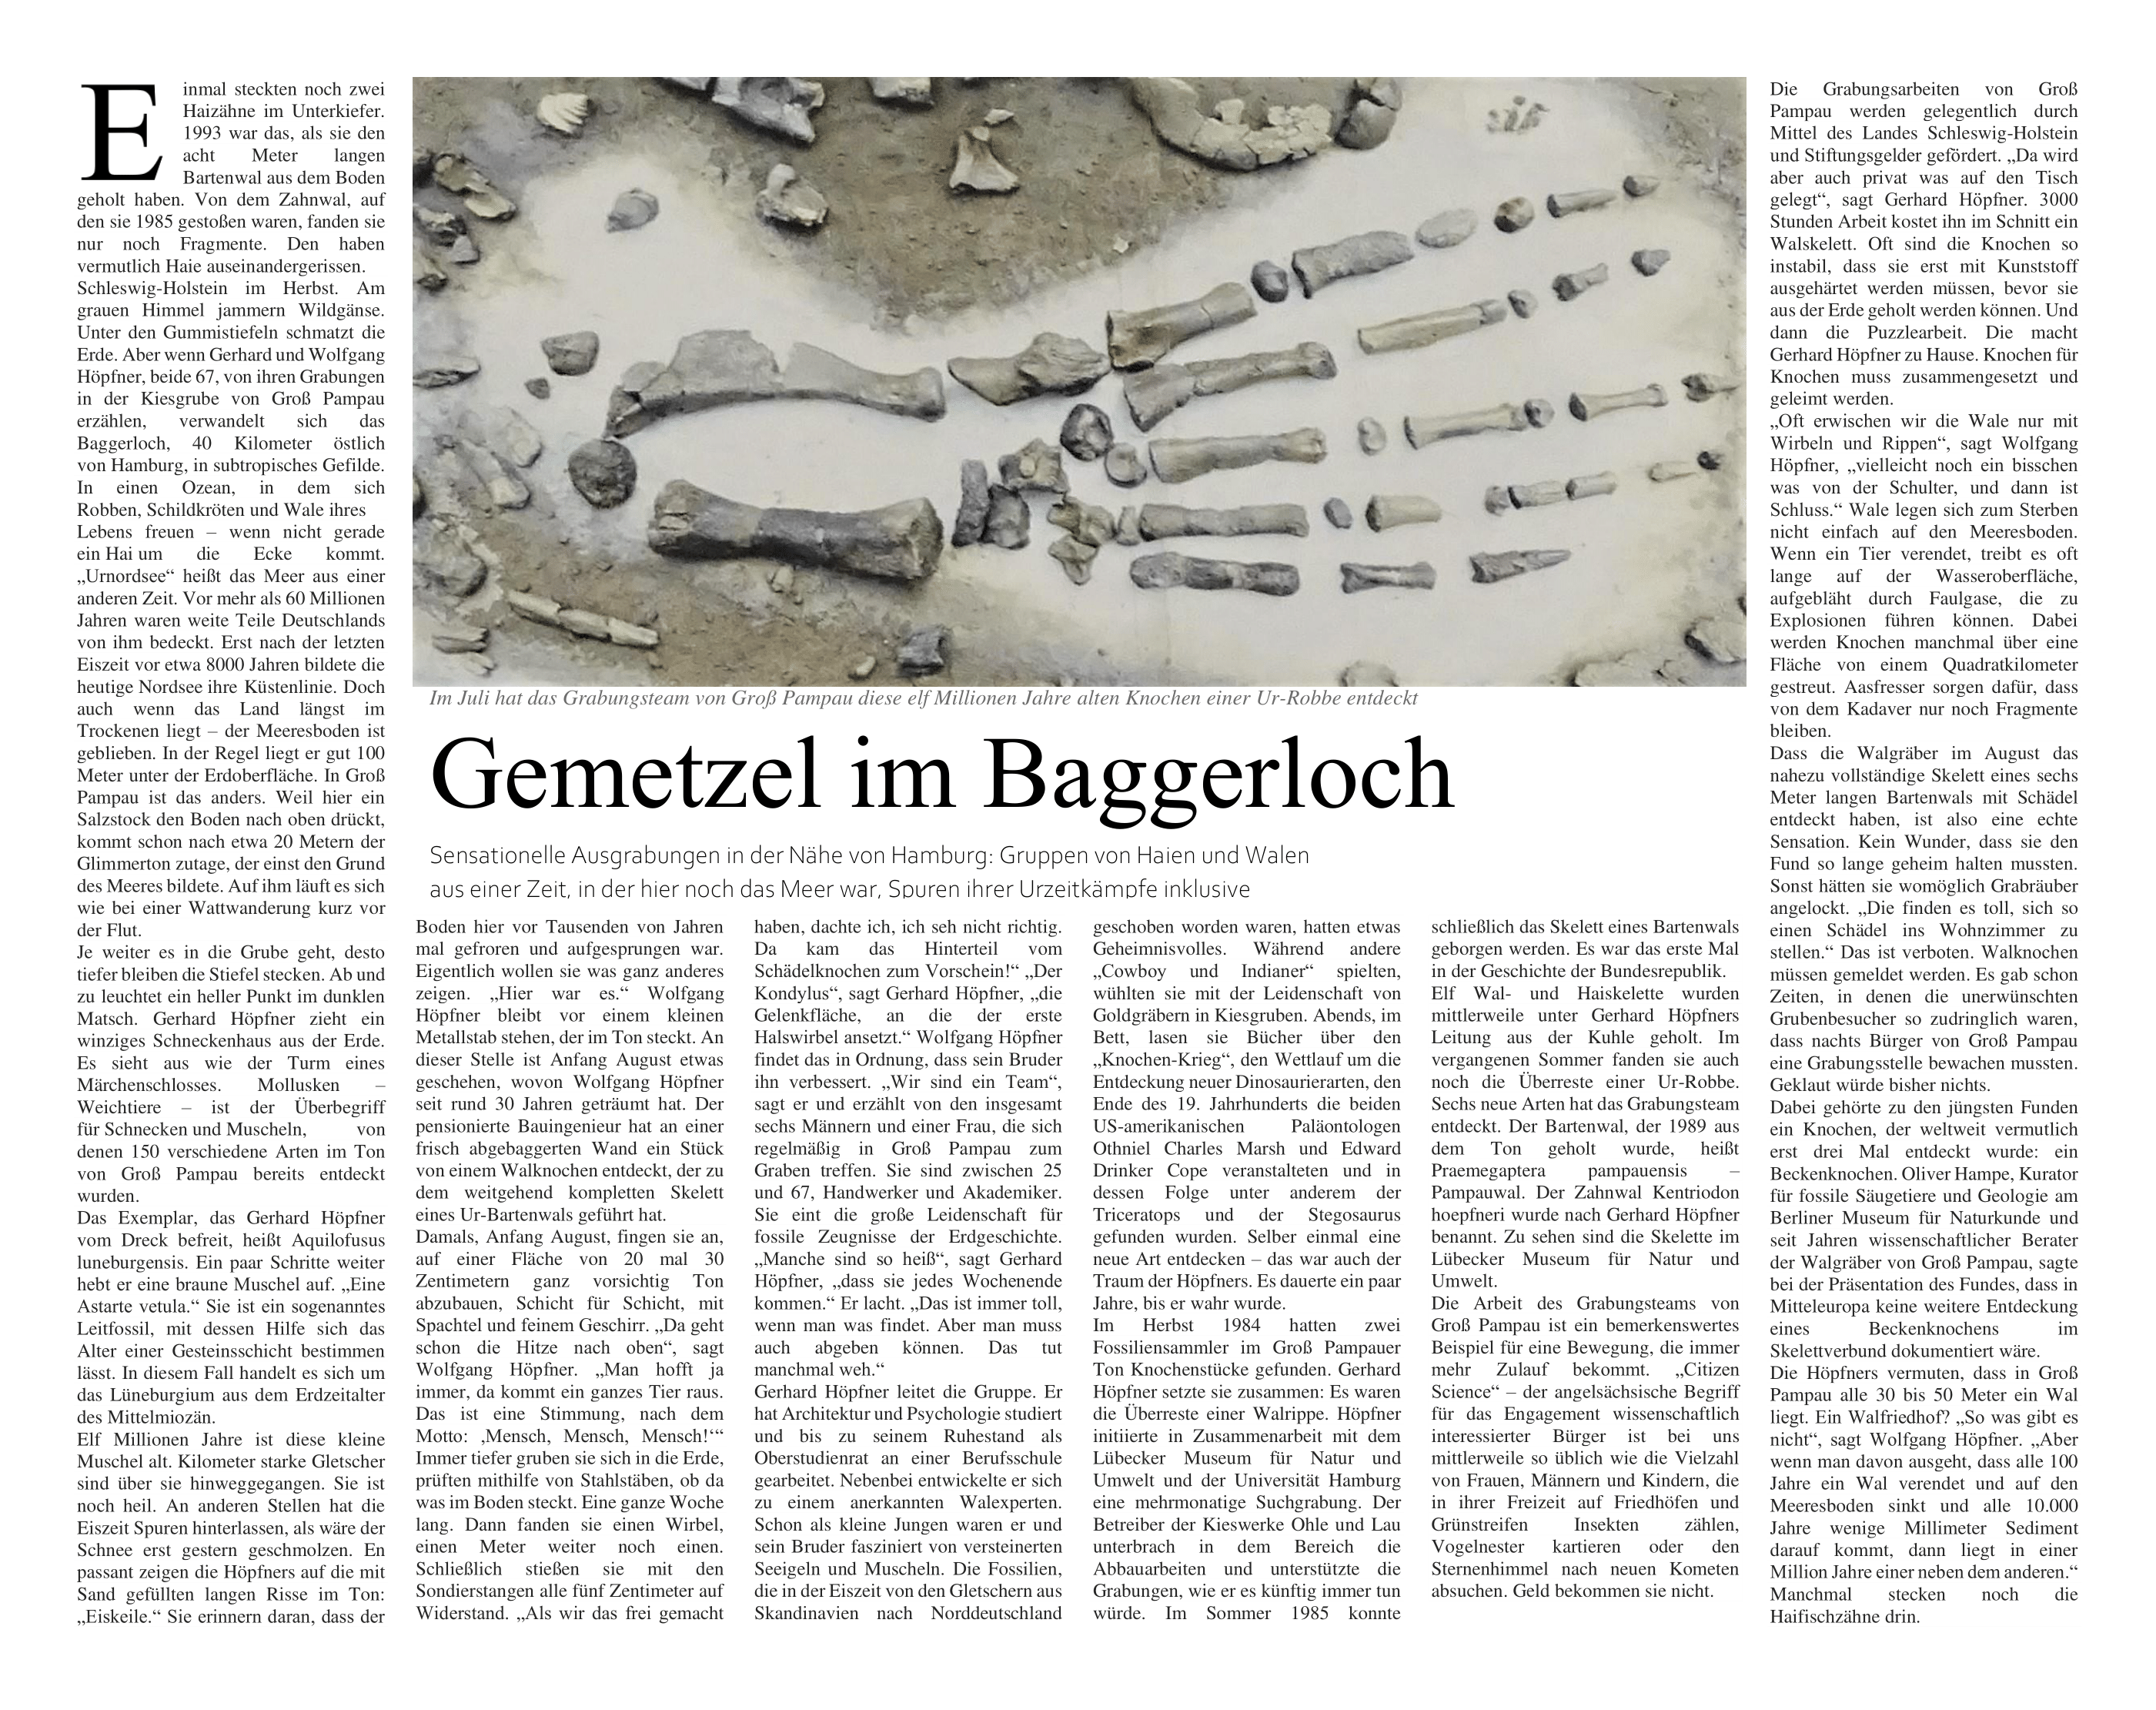 Einmal steckten noch zwei
Haizähne im Unterkiefer.
1993 war das, als sie den
acht Meter langen
Bartenwal aus dem Boden
geholt haben. Von dem Zahnwal, auf
den sie 1985 gestoßen waren, fanden sie
nur noch Fragmente. Den haben
vermutlich Haie auseinandergerissen.
Schleswig-Holstein im Herbst. Am
grauen Himmel jammern Wildgänse.
Unter den Gummistiefeln schmatzt die
Erde. Aber wenn Gerhard und Wolfgang
Höpfner, beide 67, von ihren Grabungen
in der Kiesgrube von Groß Pampau
erzählen, verwandelt sich das
Baggerloch, 40 Kilometer östlich
von Hamburg, in subtropisches Gefilde.
In einen Ozean, in dem sich
Robben, Schildkröten und Wale ihres
Lebens freuen – wenn nicht gerade
ein Hai um die Ecke kommt.
„Urnordsee“ heißt das Meer aus einer
anderen Zeit. Vor mehr als 60 Millionen
Jahren waren weite Teile Deutschlands
von ihm bedeckt. Erst nach der letzten
Eiszeit vor etwa 8000 Jahren bildete die
heutige Nordsee ihre Küstenlinie. Doch
auch wenn das Land längst im
Trockenen liegt – der Meeresboden ist
geblieben. In der Regel liegt er gut 100
Meter unter der Erdoberfläche. In Groß
Pampau ist das anders. Weil hier ein
Salzstock den Boden nach oben drückt,
kommt schon nach etwa 20 Metern der
Glimmerton zutage, der einst den Grund
des Meeres bildete. Auf ihm läuft es sich
wie bei einer Wattwanderung kurz vor
der Flut.
Je weiter es in die Grube geht, desto
tiefer bleiben die Stiefel stecken. Ab und
zu leuchtet ein heller Punkt im dunklen
Matsch. Gerhard Höpfner zieht ein
winziges Schneckenhaus aus der Erde.
Es sieht aus wie der Turm eines
Märchenschlosses. Mollusken –
Weichtiere – ist der Überbegriff
für Schnecken und Muscheln, von
denen 150 verschiedene Arten im Ton
von Groß Pampau bereits entdeckt
wurden.
Das Exemplar, das Gerhard Höpfner
vom Dreck befreit, heißt Aquilofusus
luneburgensis. Ein paar Schritte weiter
hebt er eine braune Muschel auf. „Eine
Astarte vetula.“ Sie ist ein sogenanntes
Leitfossil, mit dessen Hilfe sich das
Alter einer Gesteinsschicht bestimmen
lässt. In diesem Fall handelt es sich um
das Lüneburgium aus dem Erdzeitalter
des Mittelmiozän.
Elf Millionen Jahre ist diese kleine
Muschel alt. Kilometer starke Gletscher
sind über sie hinweggegangen. Sie ist
noch heil. An anderen Stellen hat die
Eiszeit Spuren hinterlassen, als wäre der
Schnee erst gestern geschmolzen. En
passant zeigen die Höpfners auf die mit
Sand gefüllten langen Risse im Ton:
„Eiskeile.“ Sie erinnern daran, dass der
Im Juli hat das Grabungsteam von Groß Pampau diese elf Millionen Jahre alten Knochen einer Ur-Robbe entdeckt
Gemetzel im Baggerloch
Sensationelle Ausgrabungen in der Nähe von Hamburg: Gruppen von Haien und Walen
aus einer Zeit, in der hier noch das Meer war, Spuren ihrer Urzeitkämpfe inklusive
Boden hier vor Tausenden von Jahren
mal gefroren und aufgesprungen war.
Eigentlich wollen sie was ganz anderes
zeigen. „Hier war es.“ Wolfgang
Höpfner bleibt vor einem kleinen
Metallstab stehen, der im Ton steckt. An
dieser Stelle ist Anfang August etwas
geschehen, wovon Wolfgang Höpfner
seit rund 30 Jahren geträumt hat. Der
pensionierte Bauingenieur hat an einer
frisch abgebaggerten Wand ein Stück
von einem Walknochen entdeckt, der zu
dem weitgehend kompletten Skelett
eines Ur-Bartenwals geführt hat.
Damals, Anfang August, fingen sie an,
auf einer Fläche von 20 mal 30
Zentimetern ganz vorsichtig Ton
abzubauen, Schicht für Schicht, mit
Spachtel und feinem Geschirr. „Da geht
schon die Hitze nach oben“, sagt
Wolfgang Höpfner. „Man hofft ja
immer, da kommt ein ganzes Tier raus.
Das ist eine Stimmung, nach dem
Motto: ‚Mensch, Mensch, Mensch!‘“
Immer tiefer gruben sie sich in die Erde,
prüften mithilfe von Stahlstäben, ob da
was im Boden steckt. Eine ganze Woche
lang. Dann fanden sie einen Wirbel,
einen Meter weiter noch einen.
Schließlich stießen sie mit den
Sondierstangen alle fünf Zentimeter auf
Widerstand. „Als wir das frei gemacht
haben, dachte ich, ich seh nicht richtig.
Da kam das Hinterteil vom
Schädelknochen zum Vorschein!“ „Der
Kondylus“, sagt Gerhard Höpfner, „die
Gelenkfläche, an die der erste
Halswirbel ansetzt.“ Wolfgang Höpfner
findet das in Ordnung, dass sein Bruder
ihn verbessert. „Wir sind ein Team“,
sagt er und erzählt von den insgesamt
sechs Männern und einer Frau, die sich
regelmäßig in Groß Pampau zum
Graben treffen. Sie sind zwischen 25
und 67, Handwerker und Akademiker.
Sie eint die große Leidenschaft für
fossile Zeugnisse der Erdgeschichte.
„Manche sind so heiß“, sagt Gerhard
Höpfner, „dass sie jedes Wochenende
kommen.“ Er lacht. „Das ist immer toll,
wenn man was findet. Aber man muss
auch abgeben können. Das tut
manchmal weh.“
Gerhard Höpfner leitet die Gruppe. Er
hat Architektur und Psychologie studiert
und bis zu seinem Ruhestand als
Oberstudienrat an einer Berufsschule
gearbeitet. Nebenbei entwickelte er sich
zu einem anerkannten Walexperten.
Schon als kleine Jungen waren er und
sein Bruder fasziniert von versteinerten
Seeigeln und Muscheln. Die Fossilien,
die in der Eiszeit von den Gletschern aus
Skandinavien nach Norddeutschland
geschoben worden waren, hatten etwas
Geheimnisvolles. Während andere
„Cowboy und Indianer“ spielten,
wühlten sie mit der Leidenschaft von
Goldgräbern in Kiesgruben. Abends, im
Bett, lasen sie Bücher über den
„Knochen-Krieg“, den Wettlauf um die
Entdeckung neuer Dinosaurierarten, den
Ende des 19. Jahrhunderts die beiden
US-amerikanischen Paläontologen
Othniel Charles Marsh und Edward
Drinker Cope veranstalteten und in
dessen Folge unter anderem der
Triceratops und der Stegosaurus
gefunden wurden. Selber einmal eine
neue Art entdecken – das war auch der
Traum der Höpfners. Es dauerte ein paar
Jahre, bis er wahr wurde.
Im Herbst 1984 hatten zwei
Fossiliensammler im Groß Pampauer
Ton Knochenstücke gefunden. Gerhard
Höpfner setzte sie zusammen: Es waren
die Überreste einer Walrippe. Höpfner
initiierte in Zusammenarbeit mit dem
Lübecker Museum für Natur und
Umwelt und der Universität Hamburg
eine mehrmonatige Suchgrabung. Der
Betreiber der Kieswerke Ohle und Lau
unterbrach in dem Bereich die
Abbauarbeiten und unterstützte die
Grabungen, wie er es künftig immer tun
würde. Im Sommer 1985 konnte
schließlich das Skelett eines Bartenwals
geborgen werden. Es war das erste Mal
in der Geschichte der Bundesrepublik.
Elf Wal- und Haiskelette wurden
mittlerweile unter Gerhard Höpfners
Leitung aus der Kuhle geholt. Im
vergangenen Sommer fanden sie auch
noch die Überreste einer Ur-Robbe.
Sechs neue Arten hat das Grabungsteam
entdeckt. Der Bartenwal, der 1989 aus
dem Ton geholt wurde, heißt
Praemegaptera pampauensis –
Pampauwal. Der Zahnwal Kentriodon
hoepfneri wurde nach Gerhard Höpfner
benannt. Zu sehen sind die Skelette im
Lübecker Museum für Natur und
Umwelt.
Die Arbeit des Grabungsteams von
Groß Pampau ist ein bemerkenswertes
Beispiel für eine Bewegung, die immer
mehr Zulauf bekommt. „Citizen
Science“ – der angelsächsische Begriff
für das Engagement wissenschaftlich
interessierter Bürger ist bei uns
mittlerweile so üblich wie die Vielzahl
von Frauen, Männern und Kindern, die
in ihrer Freizeit auf Friedhöfen und
Grünstreifen Insekten zählen,
Vogelnester kartieren oder den
Sternenhimmel nach neuen Kometen
absuchen. Geld bekommen sie nicht.
Die Grabungsarbeiten von Groß
Pampau werden gelegentlich durch
Mittel des Landes Schleswig-Holstein
und Stiftungsgelder gefördert. „Da wird
aber auch privat was auf den Tisch
gelegt“, sagt Gerhard Höpfner. 3000
Stunden Arbeit kostet ihn im Schnitt ein
Walskelett. Oft sind die Knochen so
instabil, dass sie erst mit Kunststoff
ausgehärtet werden müssen, bevor sie
aus der Erde geholt werden können. Und
dann die Puzzlearbeit. Die macht
Gerhard Höpfner zu Hause. Knochen für
Knochen muss zusammengesetzt und
geleimt werden.
„Oft erwischen wir die Wale nur mit
Wirbeln und Rippen“, sagt Wolfgang
Höpfner, „vielleicht noch ein bisschen
was von der Schulter, und dann ist
Schluss.“ Wale legen sich zum Sterben
nicht einfach auf den Meeresboden.
Wenn ein Tier verendet, treibt es oft
lange auf der Wasseroberfläche,
aufgebläht durch Faulgase, die zu
Explosionen führen können. Dabei
werden Knochen manchmal über eine
Fläche von einem Quadratkilometer
gestreut. Aasfresser sorgen dafür, dass
von dem Kadaver nur noch Fragmente
bleiben.
Dass die Walgräber im August das
nahezu vollständige Skelett eines sechs
Meter langen Bartenwals mit Schädel
entdeckt haben, ist also eine echte
Sensation. Kein Wunder, dass sie den
Fund so lange geheim halten mussten.
Sonst hätten sie womöglich Grabräuber
angelockt. „Die finden es toll, sich so
einen Schädel ins Wohnzimmer zu
stellen.“ Das ist verboten. Walknochen
müssen gemeldet werden. Es gab schon
Zeiten, in denen die unerwünschten
Grubenbesucher so zudringlich waren,
dass nachts Bürger von Groß Pampau
eine Grabungsstelle bewachen mussten.
Geklaut würde bisher nichts.
Dabei gehörte zu den jüngsten Funden
ein Knochen, der weltweit vermutlich
erst drei Mal entdeckt wurde: ein
Beckenknochen. Oliver Hampe, Kurator
für fossile Säugetiere und Geologie am
Berliner Museum für Naturkunde und
seit Jahren wissenschaftlicher Berater
der Walgräber von Groß Pampau, sagte
bei der Präsentation des Fundes, dass in
Mitteleuropa keine weitere Entdeckung
eines Beckenknochens im
Skelettverbund dokumentiert wäre.
Die Höpfners vermuten, dass in Groß
Pampau alle 30 bis 50 Meter ein Wal
liegt. Ein Walfriedhof? „So was gibt es
nicht“, sagt Wolfgang Höpfner. „Aber
wenn man davon ausgeht, dass alle 100
Jahre ein Wal verendet und auf den
Meeresboden sinkt und alle 10.000
Jahre wenige Millimeter Sediment
darauf kommt, dann liegt in einer
Million Jahre einer neben dem anderen.“
Manchmal stecken noch die
Haifischzähne drin.